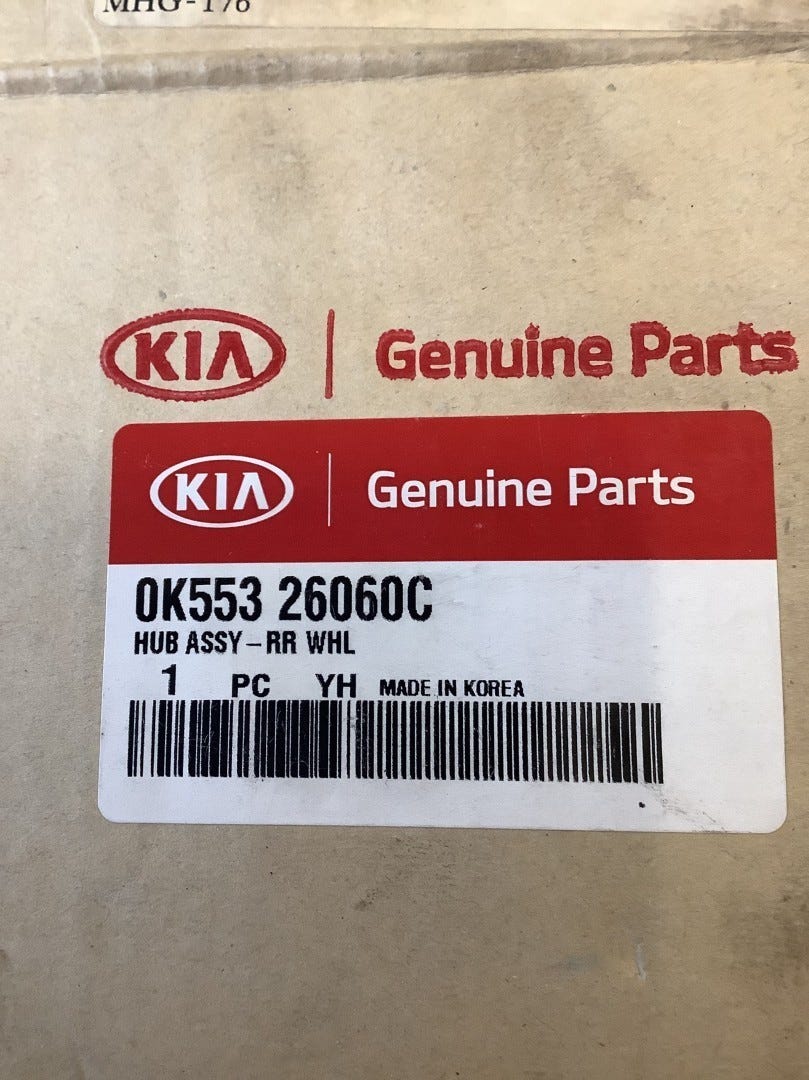 MHG-176
KIA Genuine Parts
KIA Genuine Parts
0K553 26060C
HUB ASSY-RR WHL
1 PC YH MADE IN KOREA